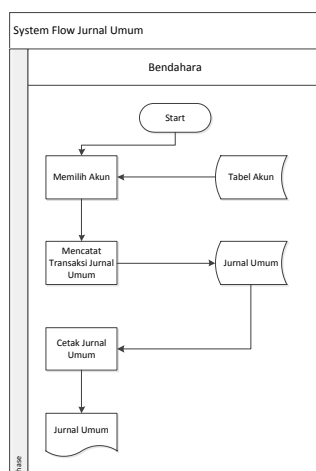 System Flow Jurnal Umum
Bendahara
Start
Memilih Akun
Tabel Akun
Mencatat
Transaksi Jurnal
Umum
Jurnal Umum
Cetak Jurnal
Umum
Jurnal Umum
hase